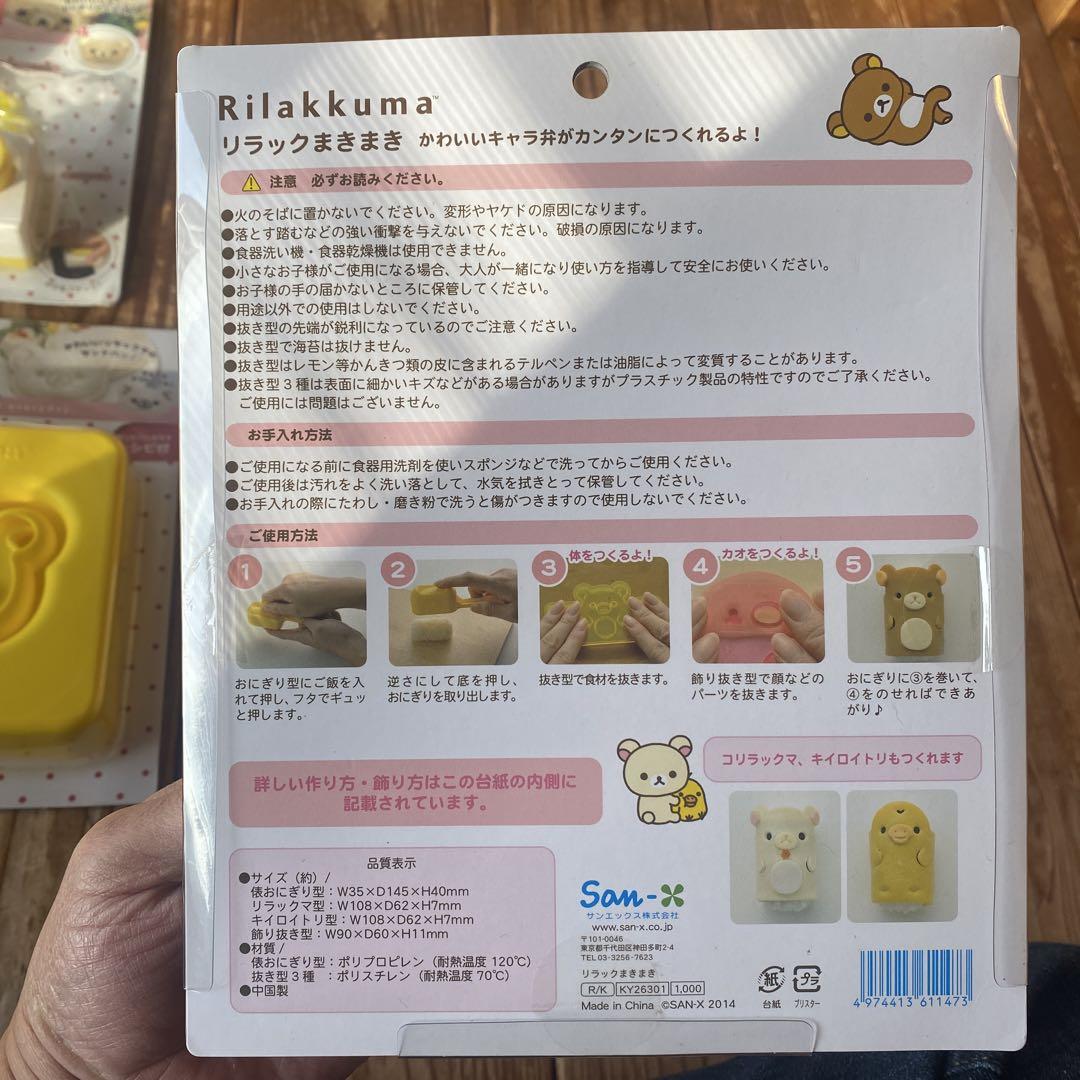 Rilakkuma™
リラックまきまき かわいいキャラ弁がカンタンにつくれるよ！
注意 必ずお読みください。
●火のそばに置かないでください。変形やヤケドの原因になります。
●落とす踏むなどの強い衝撃を与えないでください。破損の原因になります。
●食器洗い機・食器乾燥機は使用できません。
●小さなお子様がご使用になる場合、大人が一緒になり使い方を指導して安全にお使いください。
●お子様の手の届かないところに保管してください。
●用途以外での使用はしないでください。
●抜き型の先端が鋭利になっているのでご注意ください。
●抜き型で海苔は抜けません。
●抜き型はレモン等かんきつ類の皮に含まれるテルペンまたは油脂によって変質することがあります。
●抜き型３種は表面に細かいキズなどがある場合がありますがプラスチック製品の特性ですのでご了承ください。
ご使用には問題はございません。
お手入れ方法
●ご使用になる前に食器用洗剤を使いスポンジなどで洗ってからご使用ください。
●ご使用後は汚れをよく洗い落として、水気を拭きとって保管してください。
●お手入れの際にたわし・磨き粉で洗うと傷がつきますので使用しないでください。
ご使用方法
1
おにぎり型にご飯を入
れて押し、フタでギュッ
と押します。
2
逆さにして底を押し、
おにぎりを取り出します。
3 体をつくるよ！
抜き型で食材を抜きます。
4 カオをつくるよ！
飾り抜き型で顔などの
パーツを抜きます。
5
おにぎりに③を巻いて、
④をのせればできあ
がり♪
詳しい作り方・飾り方はこの台紙の内側に
記載されています。
コリラックマ、キイロイトリもつくれます
品質表示
●サイズ（約）/
俵おにぎり型：W35×D145×H40mm
リラックマ型：W108×D62×H7mm
キイロイトリ型：W108×D62×H7mm
飾り抜き型：W90×D60×H11mm
●材質/
俵おにぎり型：ポリプロピレン（耐熱温度 120℃）
抜き型３種 ：ポリスチレン（耐熱温度 70℃）
●中国製
San-X
サンエックス株式会社
www.san-x.co.jp
〒101-0046
東京都千代田区神田多町2-4
TEL 03-3256-7623
リラックまきまき
R/K KY26301 1,000
Made in China ©SAN-X 2014
紙
台紙
プラ
ブリスター
4 974413 611473